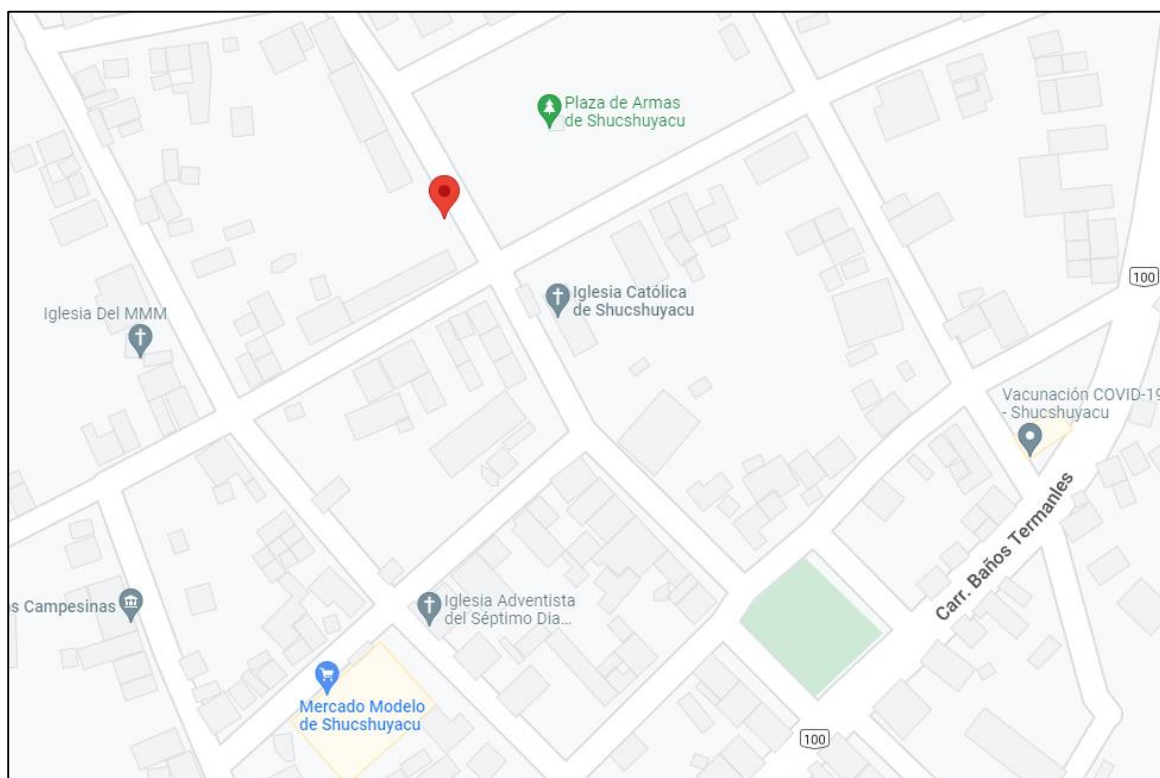 Plaza de Armas
de Shucshuyacu
100
Iglesia Católica
de Shucshuyacu
Iglesia Del MMM
Vacunación COVID-19
- Shucshuyacu
Carr. Baños Termanles
as Campesinas
Iglesia Adventista
del Séptimo Dia...
Mercado Modelo
de Shucshuyacu
100